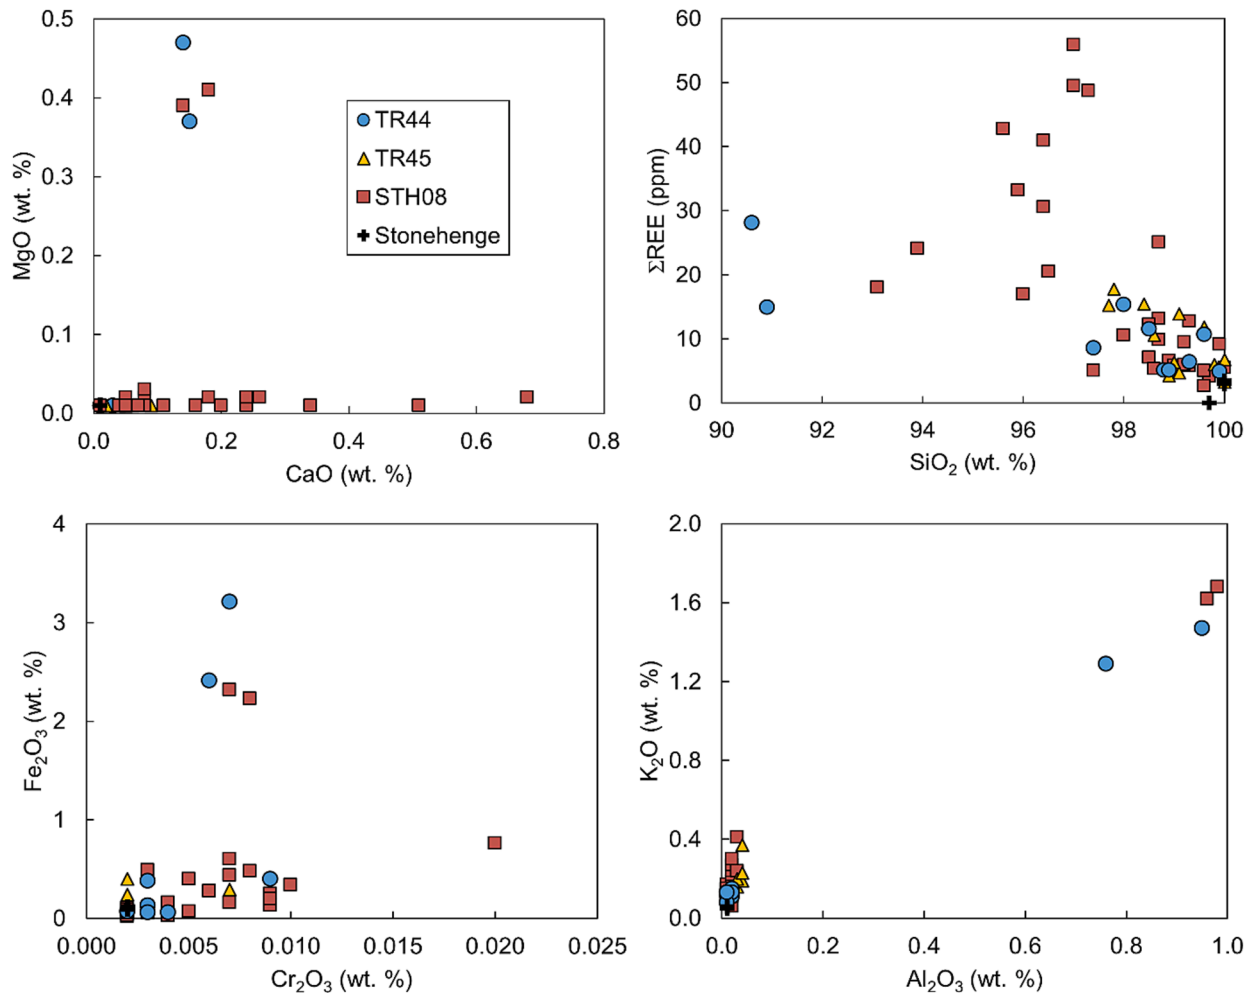 0.5
0.4
0.3
0.2
0.1
0.0
MgO (wt. %)
0.0 0.2 0.4 0.6 0.8
CaO (wt. %)
TR44
TR45
STH08
Stonehenge
60
50
40
30
20
10
0
ΣREE (ppm)
90 92 94 96 98 100
SiO₂ (wt. %)
4
3
2
1
0
Fe₂O₃ (wt. %)
0.000 0.005 0.010 0.015 0.020 0.025
Cr₂O₃ (wt. %)
2.0
1.6
1.2
0.8
0.4
0.0
K₂O (wt. %)
0.0 0.2 0.4 0.6 0.8 1.0
Al₂O₃ (wt. %)